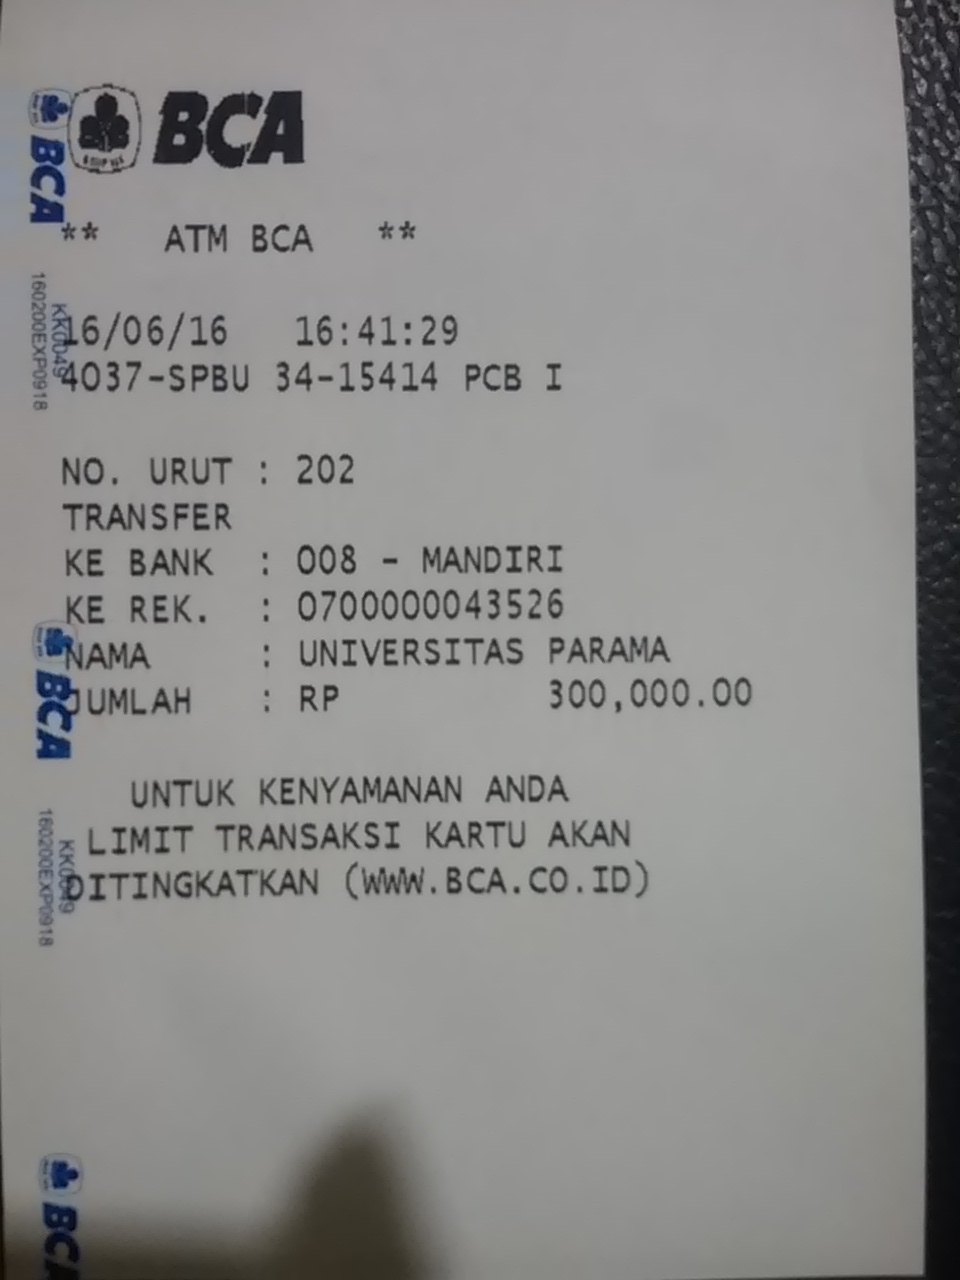 BCA
** ATM BCA **
16/06/16 16:41:29
4037-SPBU 34-15414 PCB I
NO. URUT : 202
TRANSFER
KE BANK : 008 - MANDIRI
KE REK. : 0700000043526
NAMA : UNIVERSITAS PARAMA
JUMLAH : RP 300,000.00
UNTUK KENYAMANAN ANDA
LIMIT TRANSAKSI KARTU AKAN
DITINGKATKAN (WWW.BCA.CO.ID)
BCA
KK0049
160200EXP0918
BCA
KK0049
160200EXP0918
BCA